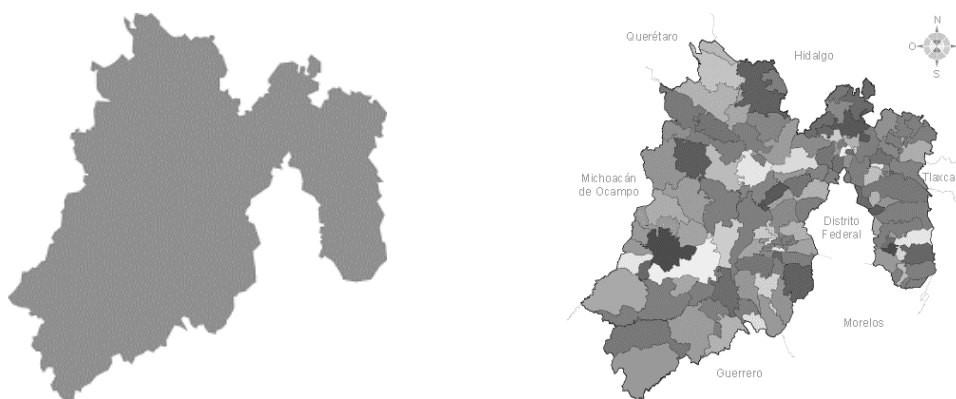 Querétaro
Hidalgo
N
O E
S
Michoacán
de Ocampo
Tlaxca
Distrito
Federal
Morelos
Guerrero